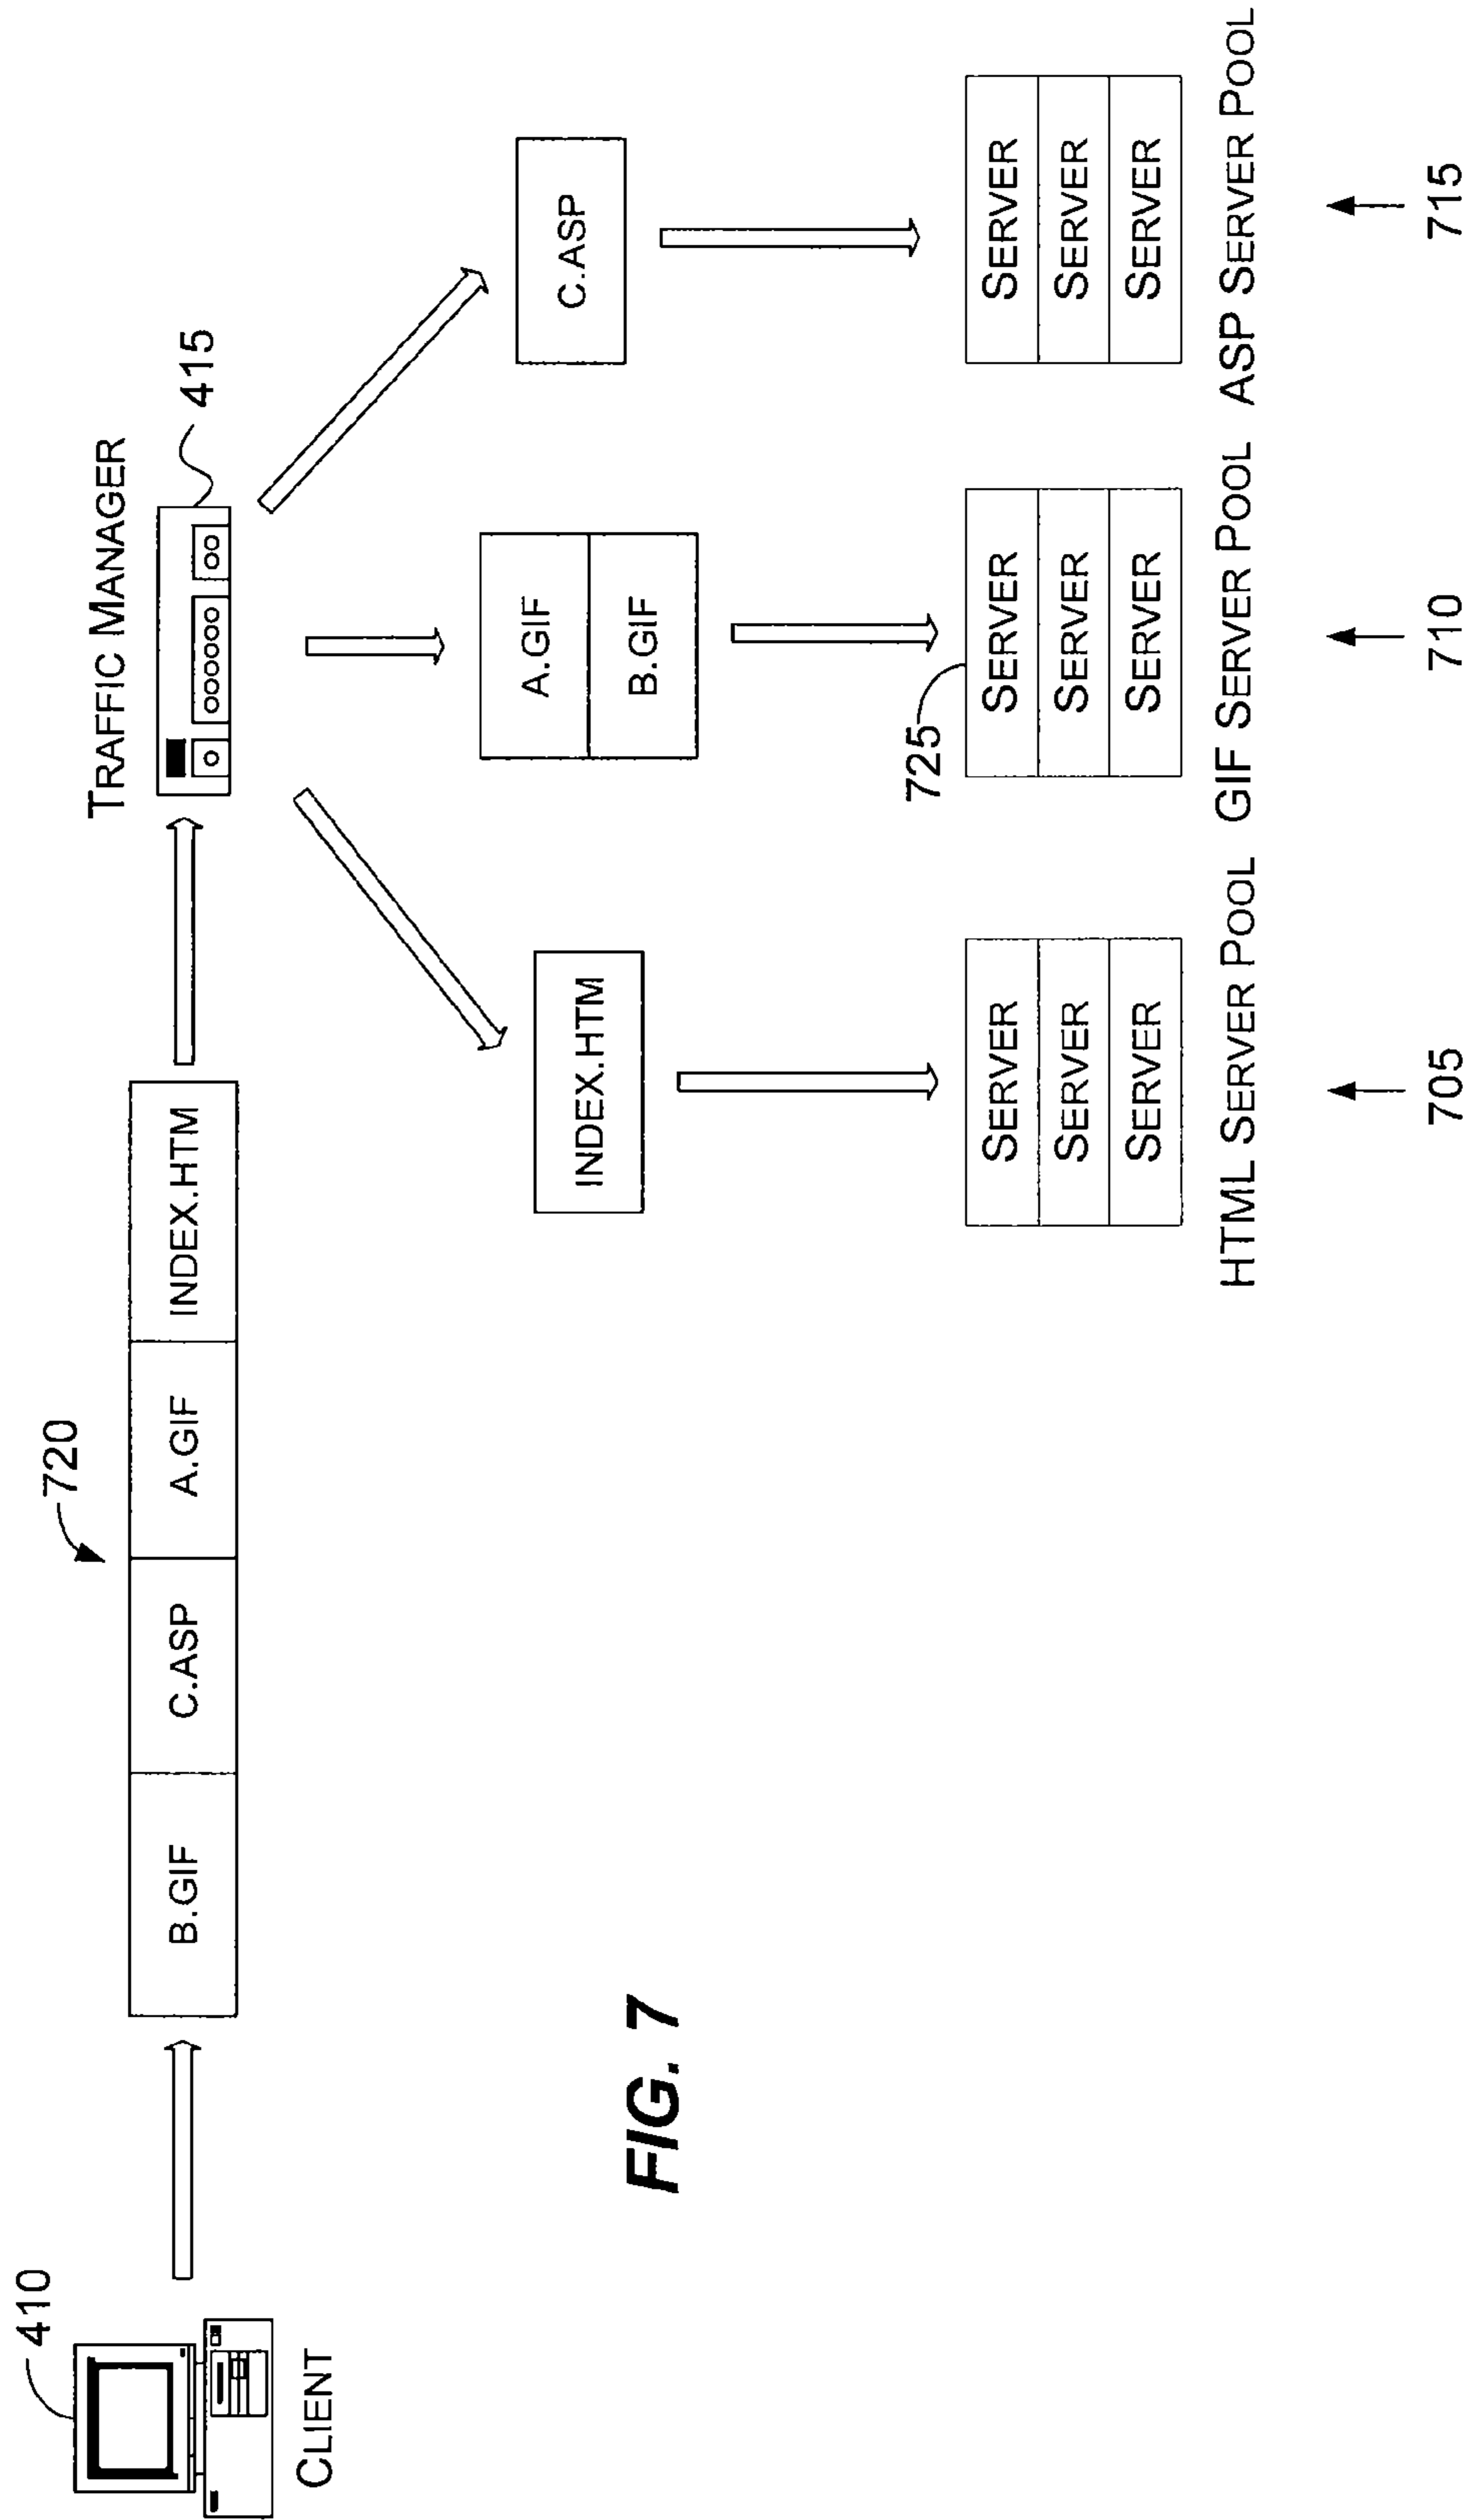 410
CLIENT
720
B.GIF
C.ASP
A.GIF
INDEX.HTM
TRAFFIC MANAGER
415
INDEX.HTM
A.GIF
B.GIF
C.ASP
725
SERVER
SERVER
SERVER
SERVER
SERVER
SERVER
SERVER
SERVER
SERVER
HTML SERVER POOL
GIF SERVER POOL
ASP SERVER POOL
705
710
715
FIG. 7